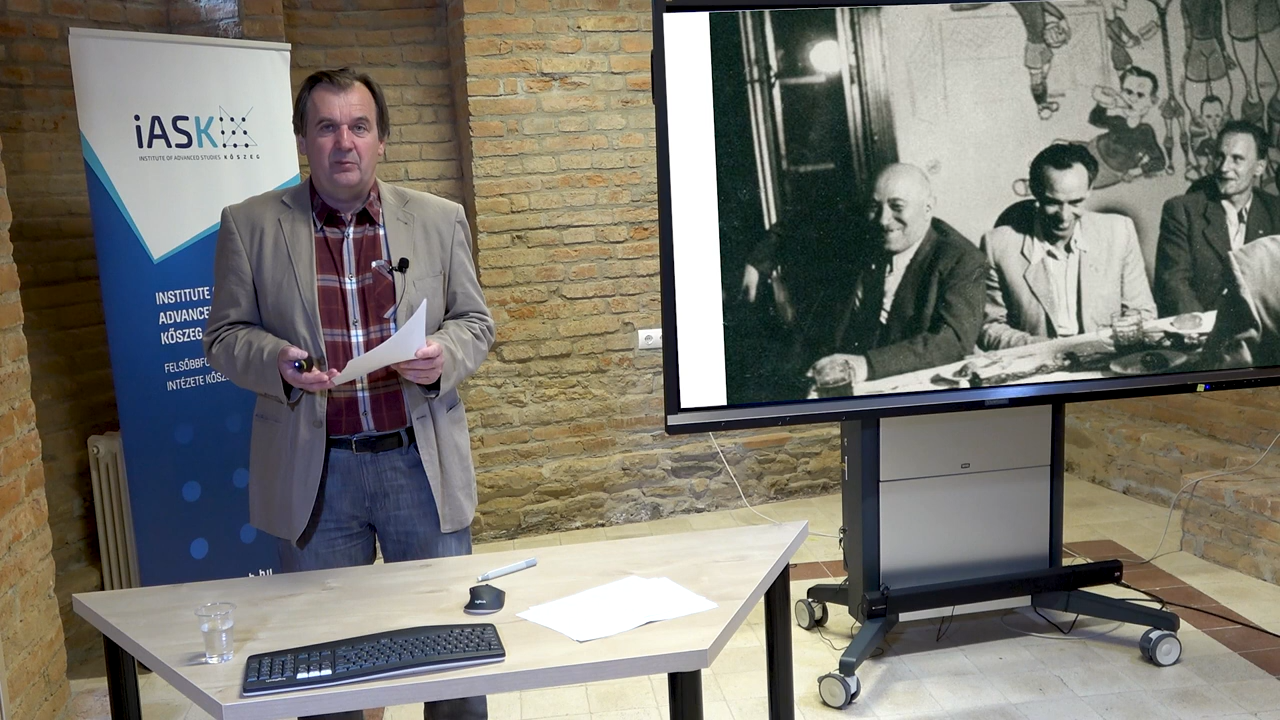 iASK
INSTITUTE OF ADVANCED STUDIES KŐSZEG
INSTITUTE
ADVANCE
KŐSZEG
FELSŐBBFO
INTÉZETE KŐSZ